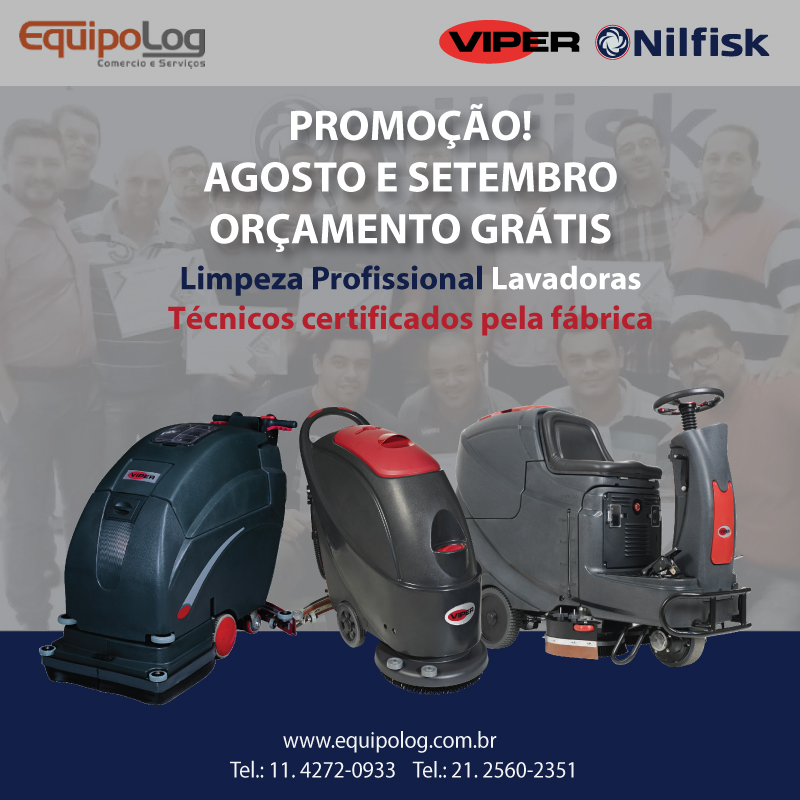 EquipoLog
Comercio e Serviços
VIPER
Nilfisk
Nilfisk
PROMOÇÃO!
AGOSTO E SETEMBRO
ORÇAMENTO GRÁTIS
Limpeza Profissional Lavadoras
Técnicos certificados pela fábrica
VIPER
VIPER
www.equipolog.com.br
Tel.: 11. 4272-0933 Tel.: 21. 2560-2351